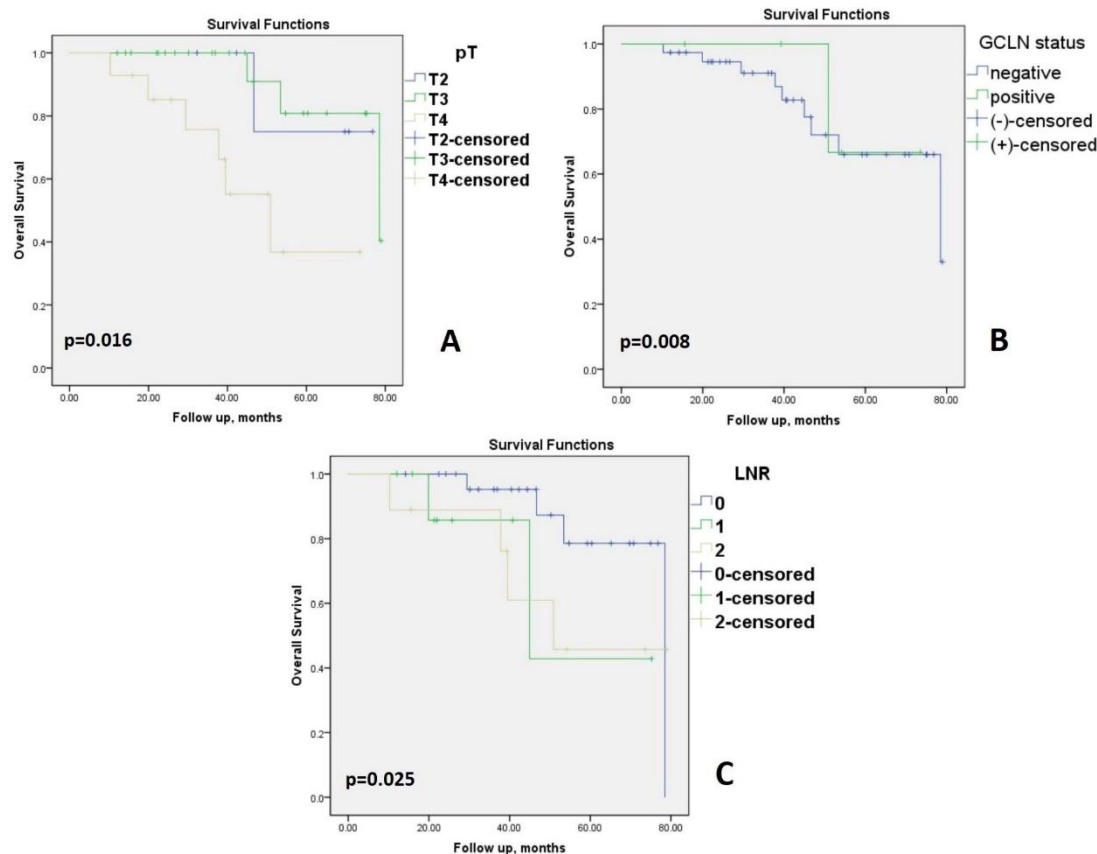 Survival Functions
pT
T2
T3
T4
T2-censored
T3-censored
T4-censored
Overall Survival
1.0
0.8
0.6
0.4
0.2
0.0
p=0.016
A
0.00 20.00 40.00 60.00 80.00
Follow up, months
Survival Functions
GCLN status
negative
positive
(-)-censored
(+)-censored
Overall Survival
1.0
0.8
0.6
0.4
0.2
0.0
p=0.008
B
0.00 20.00 40.00 60.00 80.00
Follow up, months
Survival Functions
LNR
0
1
2
0-censored
1-censored
2-censored
Overall Survival
1.0
0.8
0.6
0.4
0.2
0.0
p=0.025
C
0.00 20.00 40.00 60.00 80.00
Follow up, months